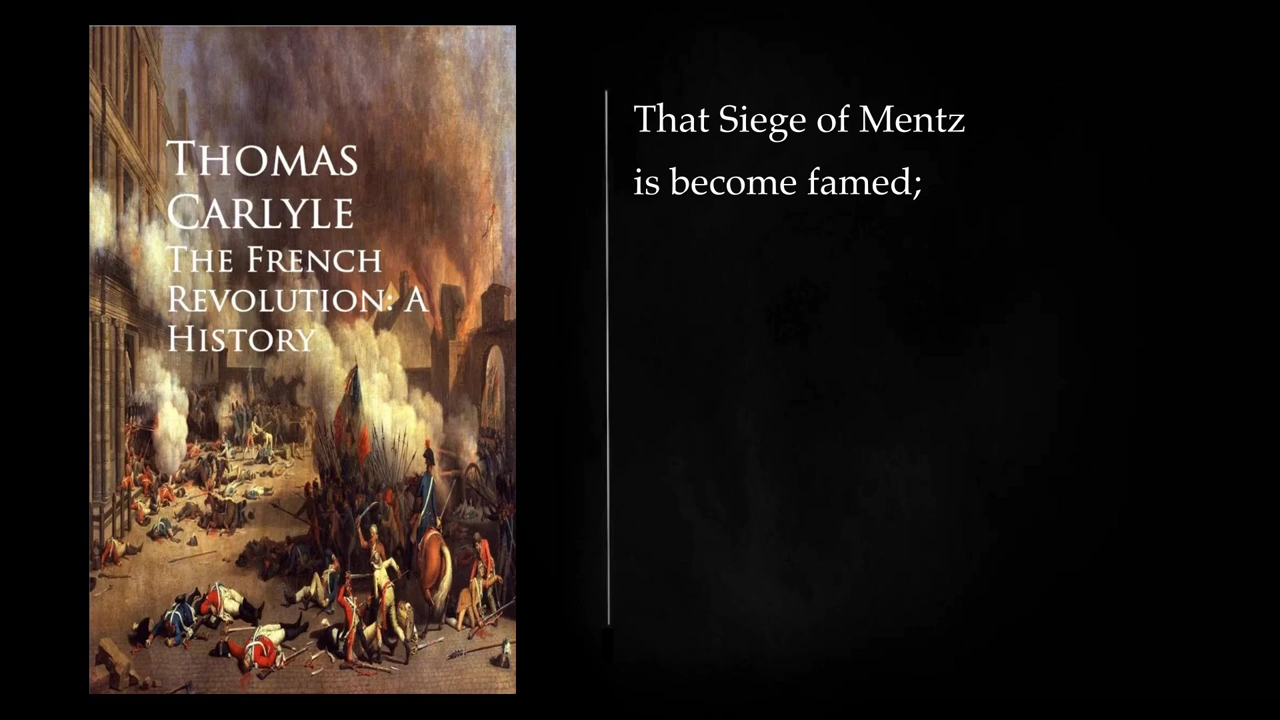 THOMAS
CARLYLE
THE FRENCH
REVOLUTION: A
HISTORY
That Siege of Mentz
is become famed;